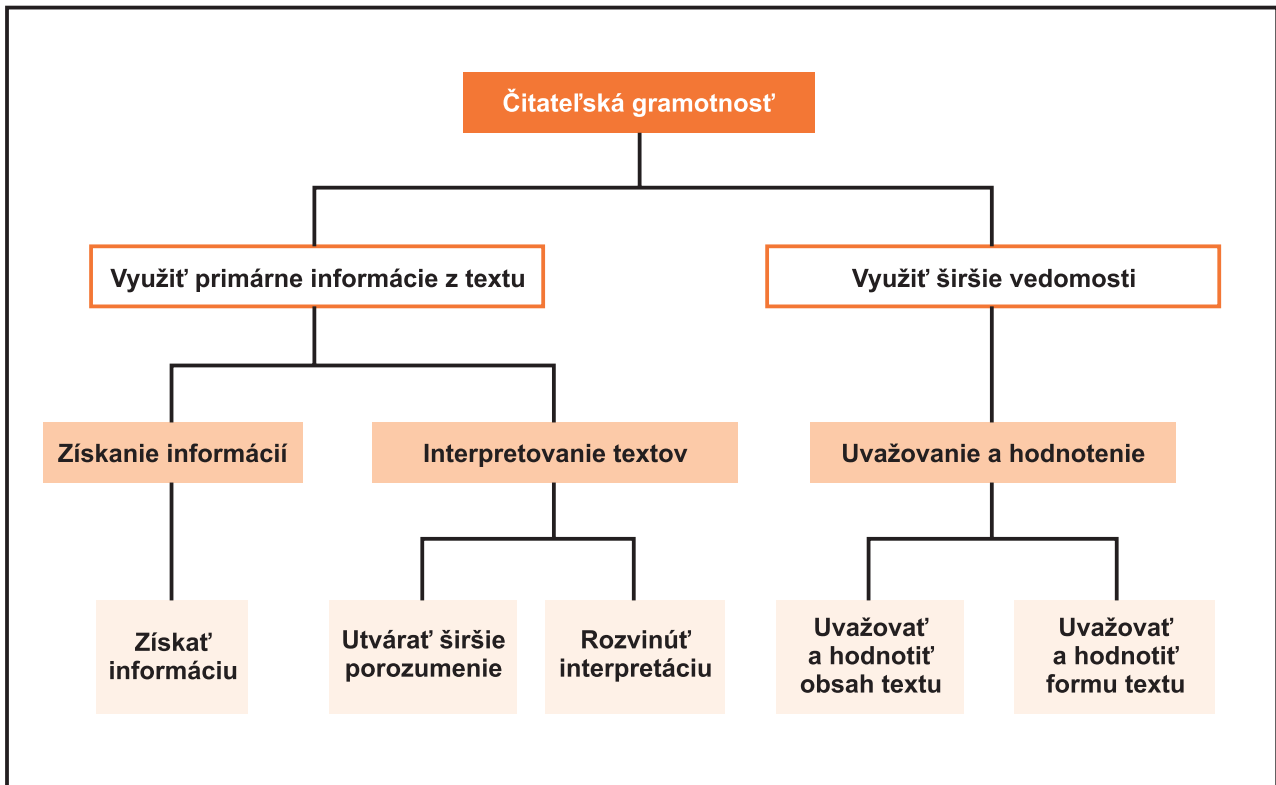 Čitateľská gramotnosť
Využiť primárne informácie z textu
Využiť širšie vedomosti
Získanie informácií
Interpretovanie textov
Uvažovanie a hodnotenie
Získať
informáciu
Utvárať širšie
porozumenie
Rozvinúť
interpretáciu
Uvažovať
a hodnotiť
obsah textu
Uvažovať
a hodnotiť
formu textu